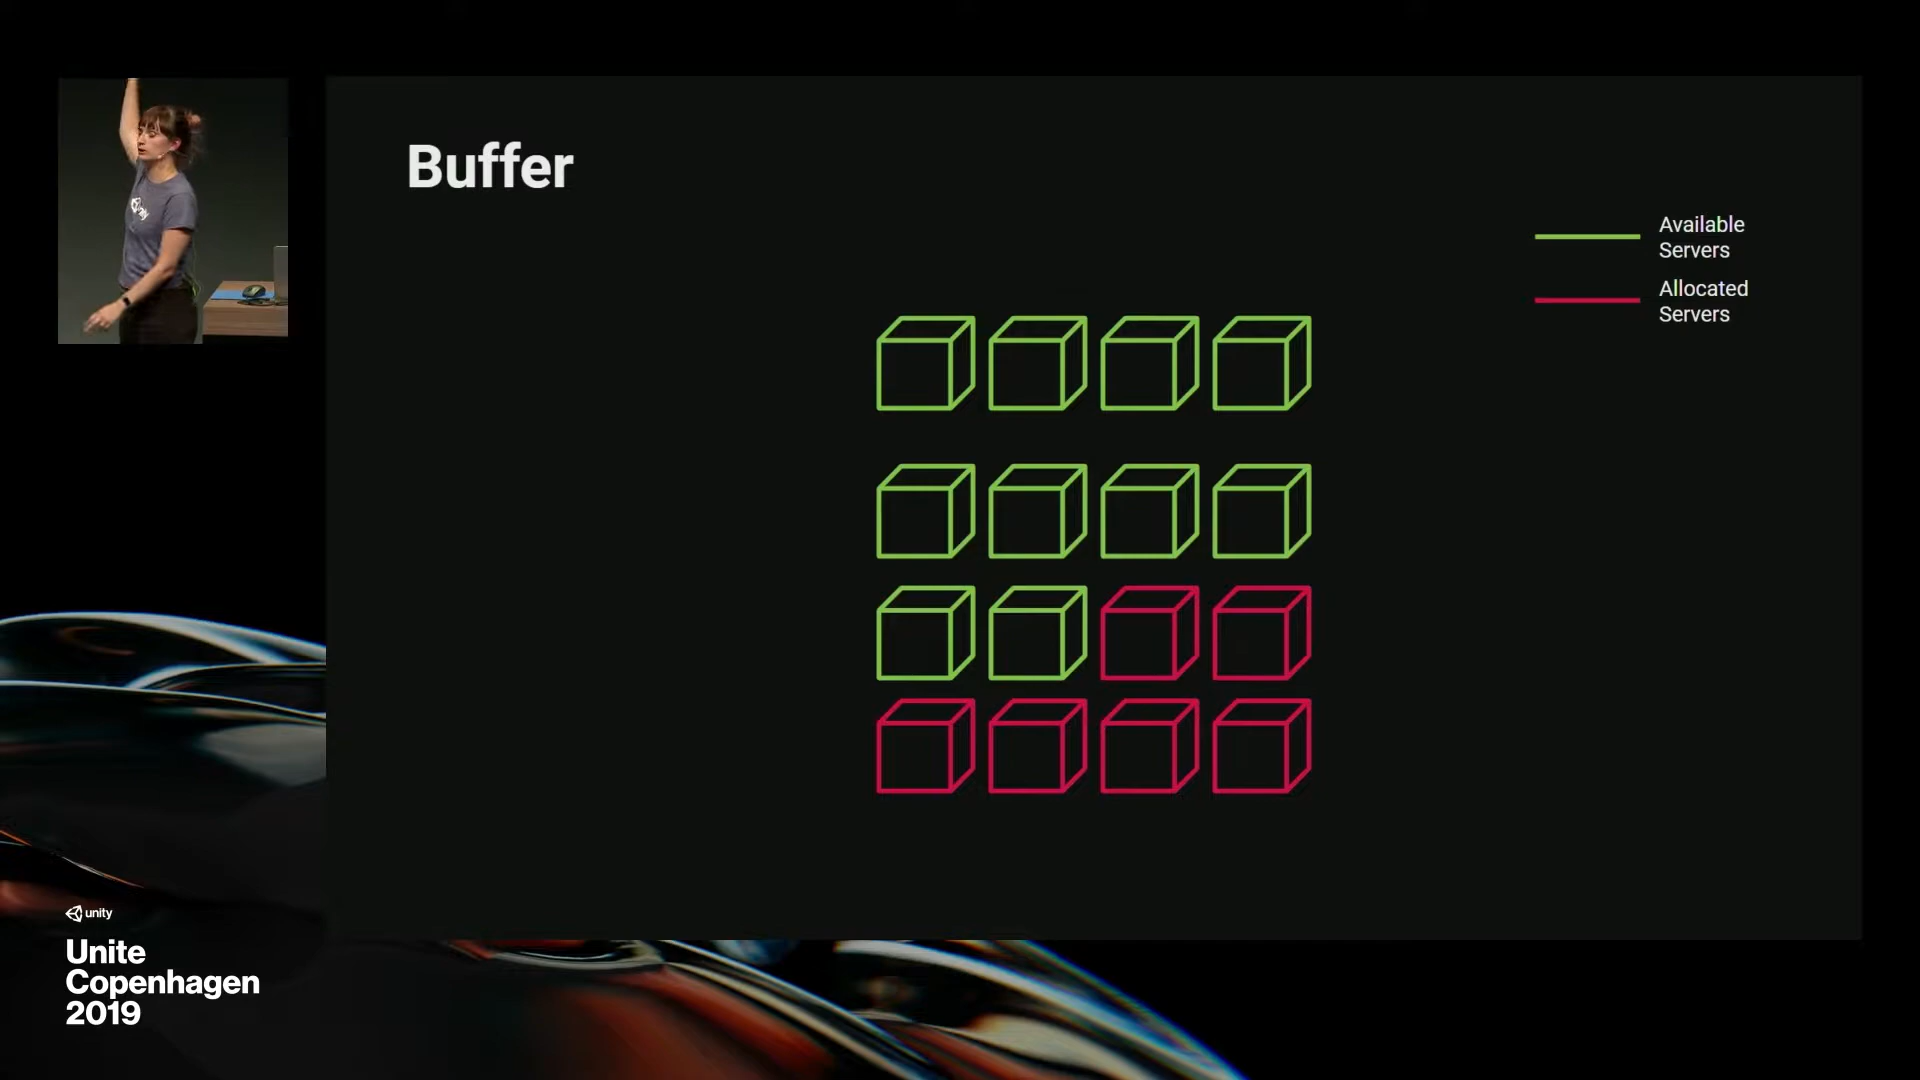 Buffer
Available
Servers
Allocated
Servers
unity
Unite
Copenhagen
2019